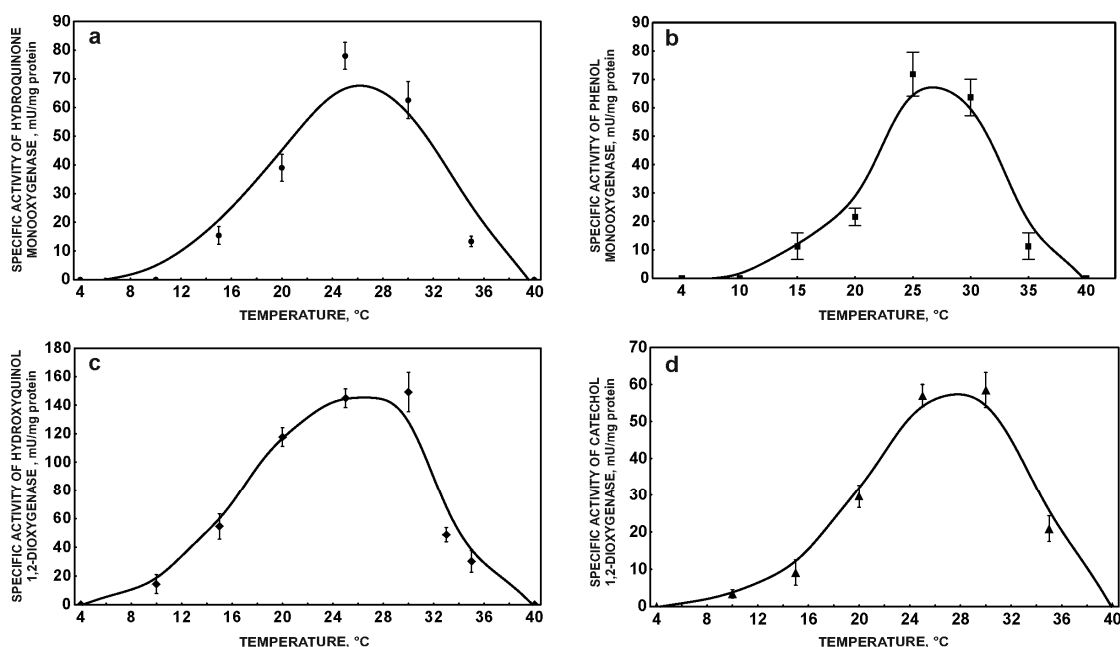 a
SPECIFIC ACTIVITY OF HYDROQUINONE
MONOOXYGENASE , mU/mg protein
90
80
70
60
50
40
30
20
10
0
4 8 12 16 20 24 28 32 36 40
TEMPERATURE, °C
b
SPECIFIC ACTIVITY OF PHENOL
MONOOXYGENASE, mU/mg protein
90
80
70
60
50
40
30
20
10
0
4 10 15 20 25 30 35 40
TEMPERATURE, °C
c
SPECIFIC ACTIVITY OF HYDROXYQUINOL
1,2-DIOXYGENASE , mU/mg protein
180
160
140
120
100
80
60
40
20
0
4 8 12 16 20 24 28 32 36 40
TEMPERATURE, °C
d
SPECIFIC ACTIVITY OF CATECHOL
1,2-DIOXYGENASE, mU/mg protein
70
60
50
40
30
20
10
0
4 8 12 16 20 24 28 32 36 40
TEMPERATURE, °C